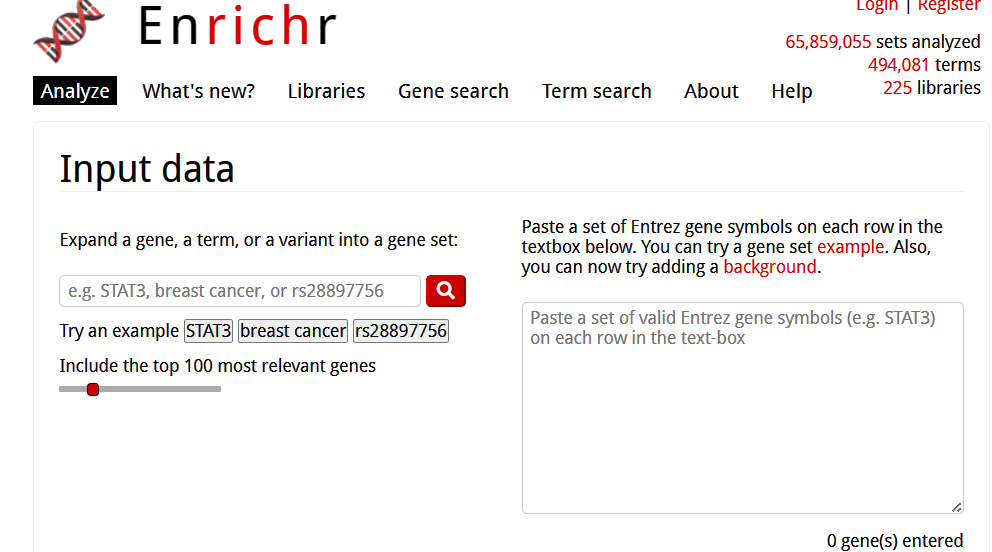 Enrichr
Login | Register
65,859,055 sets analyzed
494,081 terms
225 libraries
Analyze What's new? Libraries Gene search Term search About Help
Input data
Expand a gene, a term, or a variant into a gene set:
e.g. STAT3, breast cancer, or rs28897756
Try an example STAT3 breast cancer rs28897756
Include the top 100 most relevant genes
Paste a set of Entrez gene symbols on each row in the
textbox below. You can try a gene set example. Also,
you can now try adding a background.
Paste a set of valid Entrez gene symbols (e.g. STAT3)
on each row in the text-box
0 gene(s) entered